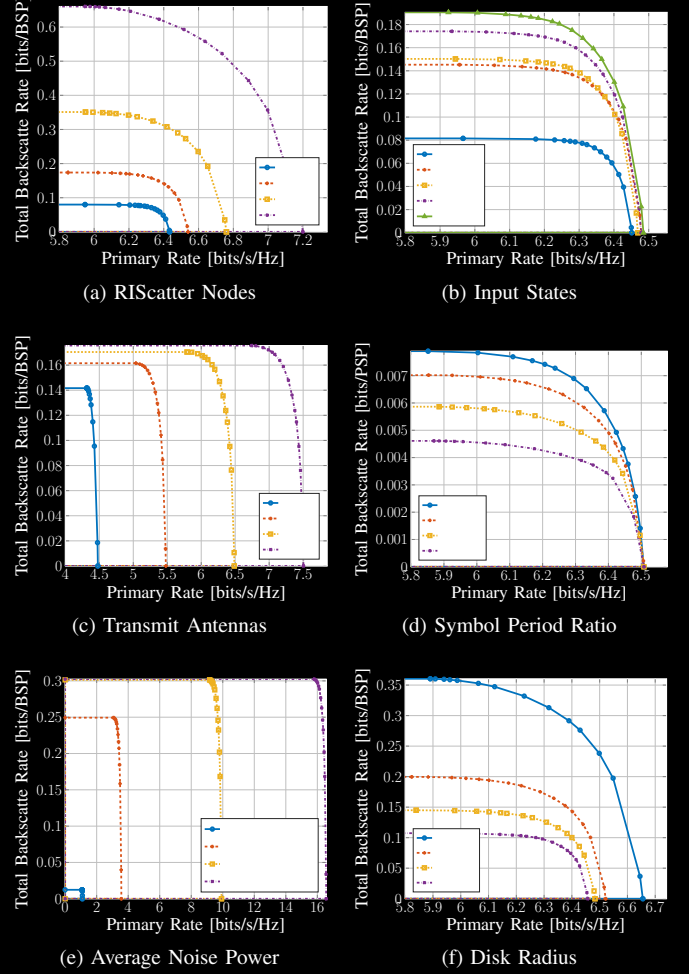 Total Backscatte Rate [bits/BSP]
0.6
0.5
0.4
0.3
0.2
0.1
0
5.8 6 6.2 6.4 6.6 6.8 7 7.2
Primary Rate [bits/s/Hz]
(a) RIScatter Nodes
Total Backscatte Rate [bits/BSP]
0.18
0.16
0.14
0.12
0.1
0.08
0.06
0.04
0.02
0
5.8 5.9 6 6.1 6.2 6.3 6.4 6.5
Primary Rate [bits/s/Hz]
(b) Input States
Total Backscatte Rate [bits/BSP]
0.16
0.14
0.12
0.1
0.08
0.06
0.04
0.02
0
4 4.5 5 5.5 6 6.5 7 7.5
Primary Rate [bits/s/Hz]
(c) Transmit Antennas
Total Backscatte Rate [bits/PSP]
0.007
0.006
0.005
0.004
0.003
0.002
0.001
0
5.8 5.9 6 6.1 6.2 6.3 6.4 6.5
Primary Rate [bits/s/Hz]
(d) Symbol Period Ratio
Total Backscatte Rate [bits/BSP]
0.3
0.25
0.2
0.15
0.1
0.05
0
0 2 4 6 8 10 12 14 16
Primary Rate [bits/s/Hz]
(e) Average Noise Power
Total Backscatte Rate [bits/BSP]
0.35
0.3
0.25
0.2
0.15
0.1
0.05
0
5.8 5.9 6 6.1 6.2 6.3 6.4 6.5 6.6 6.7
Primary Rate [bits/s/Hz]
(f) Disk Radius